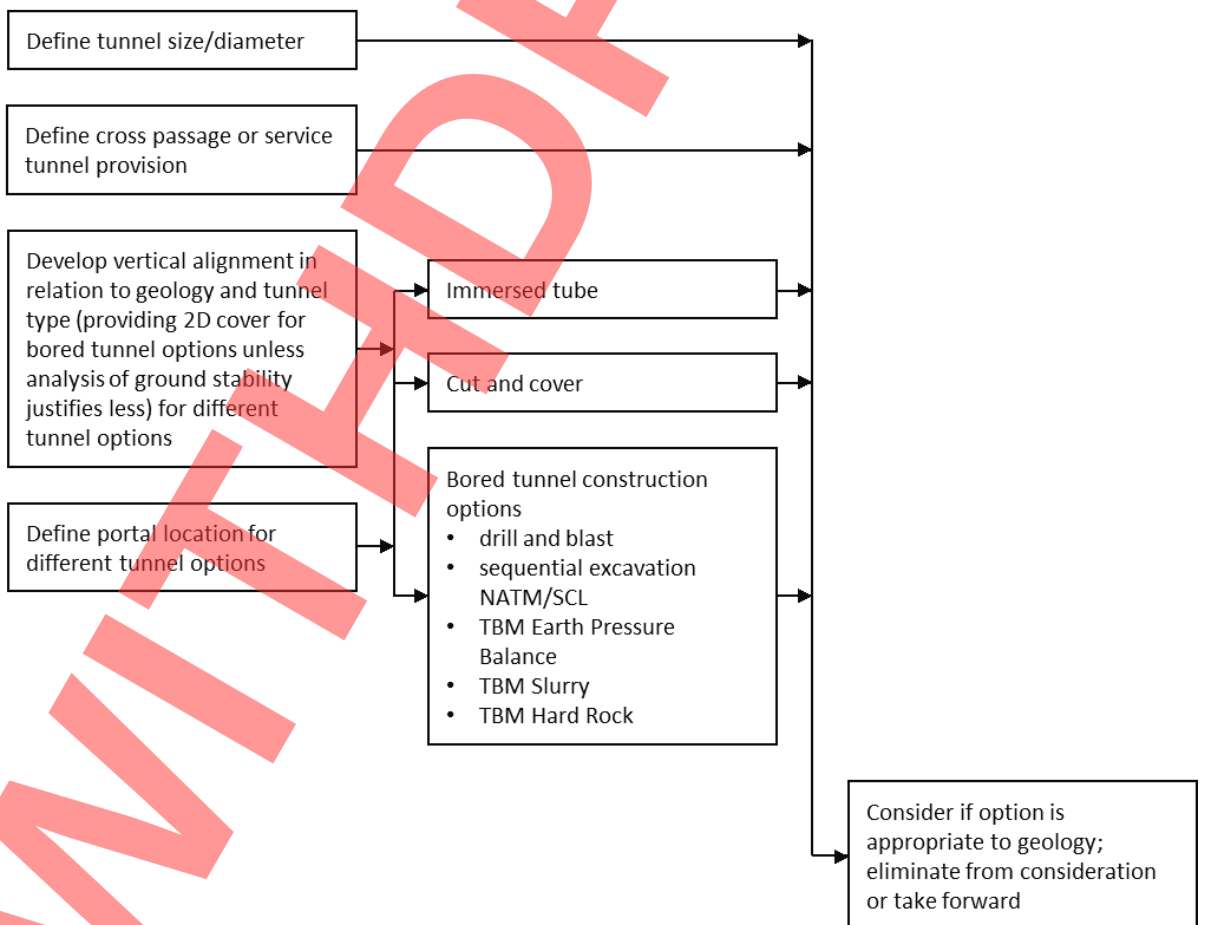 Define tunnel size/diameter
Define cross passage or service
tunnel provision
Develop vertical alignment in
relation to geology and tunnel
type (providing 2D cover for
bored tunnel options unless
analysis of ground stability
justifies less) for different
tunnel options
Define portal location for
different tunnel options
Immersed tube
Cut and cover
Bored tunnel construction
options
• drill and blast
• sequential excavation
NATM/SCL
• TBM Earth Pressure
Balance
• TBM Slurry
• TBM Hard Rock
Consider if option is
appropriate to geology;
eliminate from consideration
or take forward
WITHDR